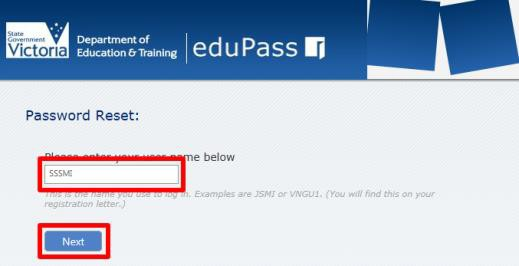 State
Government
Victoria
Department of
Education & Training
eduPass
Password Reset:
Please enter your user name below
SSSMI
This is the name you use to log in. Examples are JSMI or VNGU1. (You will find this on your
registration letter.)
Next